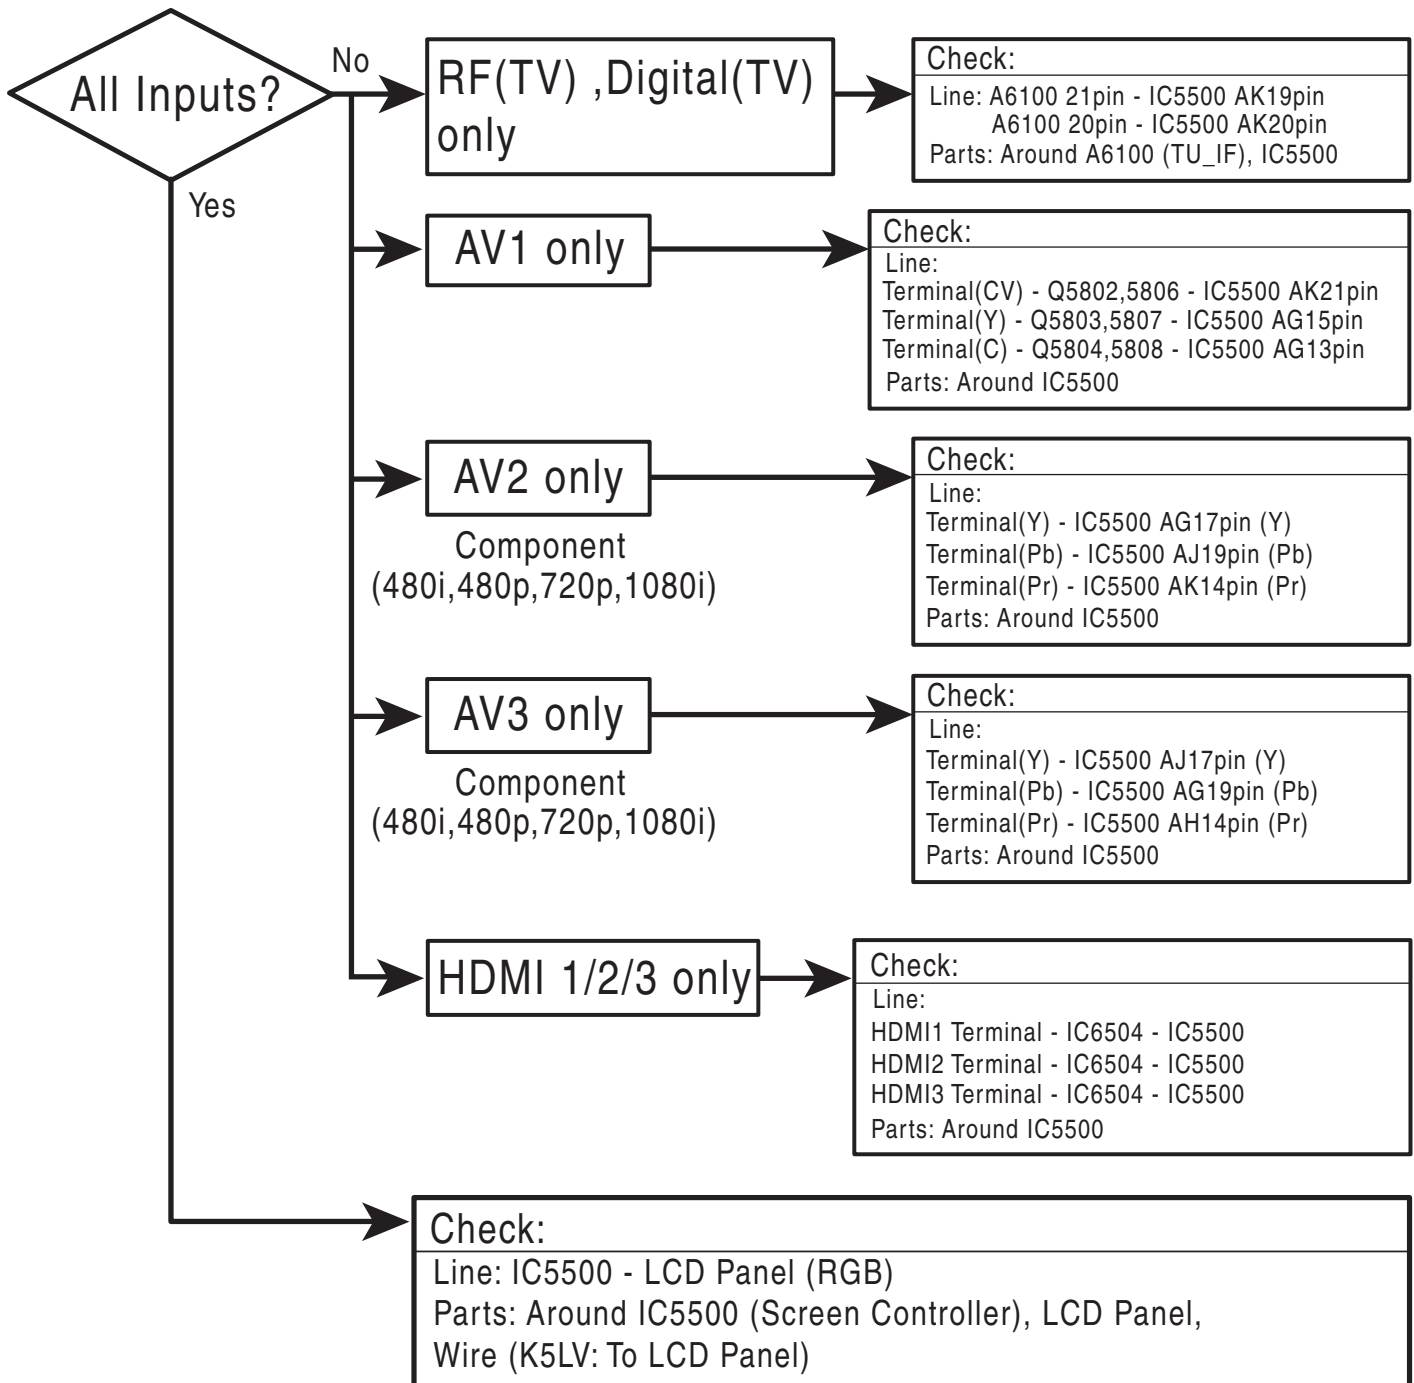 All Inputs?
No
Yes
RF(TV) ,Digital(TV)
only
Check:
Line: A6100 21pin - IC5500 AK19pin
A6100 20pin - IC5500 AK20pin
Parts: Around A6100 (TU_IF), IC5500
AV1 only
Check:
Line:
Terminal(CV) - Q5802,5806 - IC5500 AK21pin
Terminal(Y) - Q5803,5807 - IC5500 AG15pin
Terminal(C) - Q5804,5808 - IC5500 AG13pin
Parts: Around IC5500
AV2 only
Component
(480i,480p,720p,1080i)
Check:
Line:
Terminal(Y) - IC5500 AG17pin (Y)
Terminal(Pb) - IC5500 AJ19pin (Pb)
Terminal(Pr) - IC5500 AK14pin (Pr)
Parts: Around IC5500
AV3 only
Component
(480i,480p,720p,1080i)
Check:
Line:
Terminal(Y) - IC5500 AJ17pin (Y)
Terminal(Pb) - IC5500 AG19pin (Pb)
Terminal(Pr) - IC5500 AH14pin (Pr)
Parts: Around IC5500
HDMI 1/2/3 only
Check:
Line:
HDMI1 Terminal - IC6504 - IC5500
HDMI2 Terminal - IC6504 - IC5500
HDMI3 Terminal - IC6504 - IC5500
Parts: Around IC5500
Check:
Line: IC5500 - LCD Panel (RGB)
Parts: Around IC5500 (Screen Controller), LCD Panel,
Wire (K5LV: To LCD Panel)